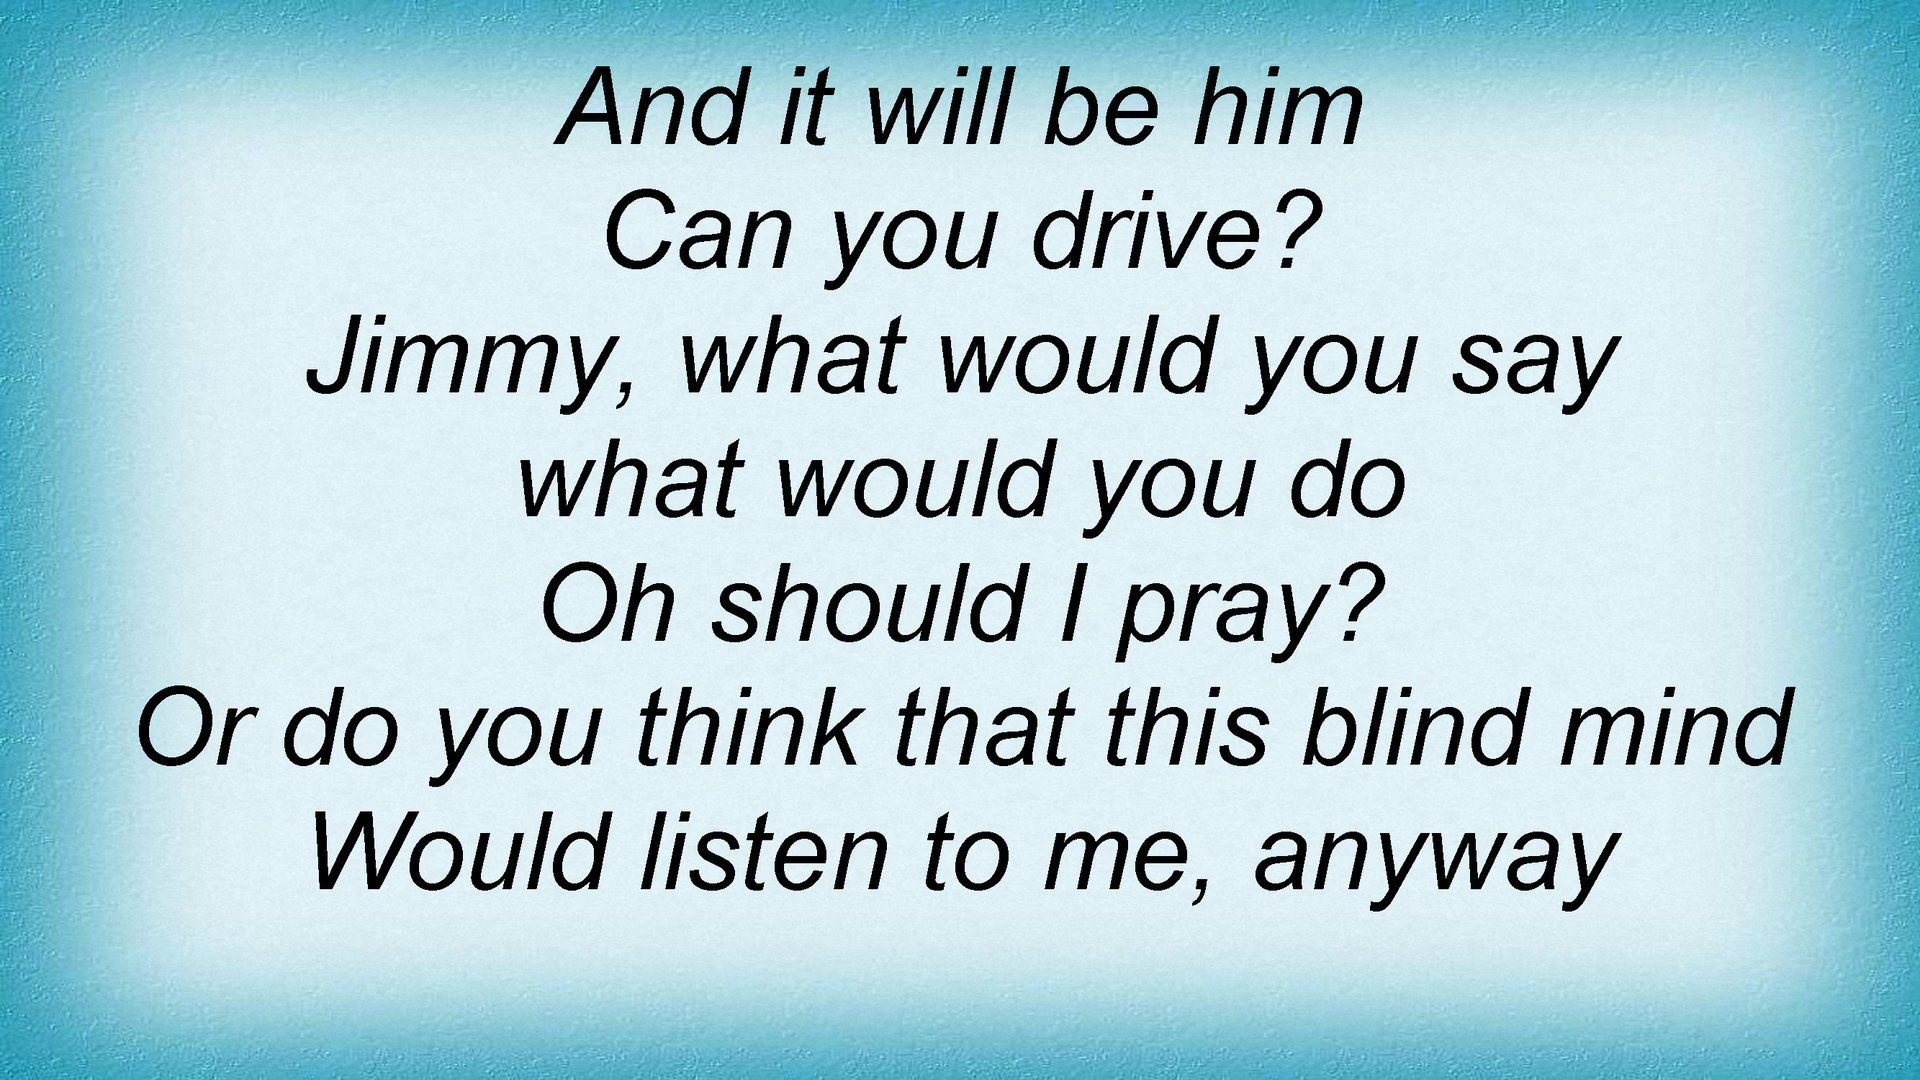 And it will be him
Can you drive?
Jimmy, what would you say
what would you do
Oh should I pray?
Or do you think that this blind mind
Would listen to me, anyway